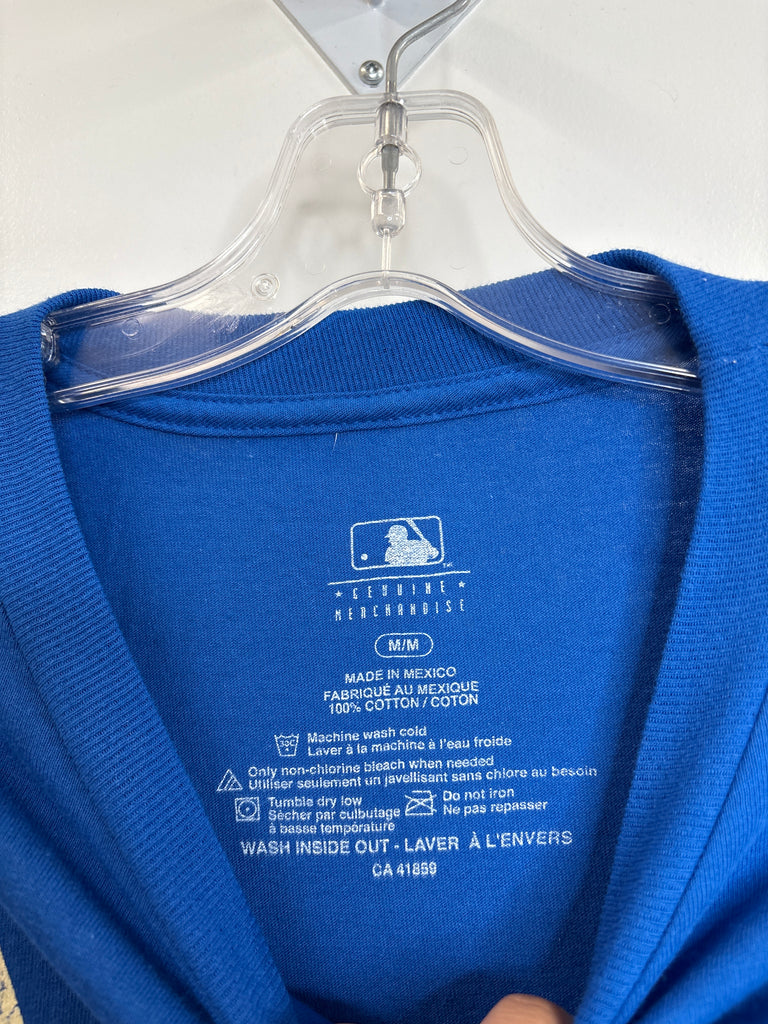 TM
GENUINE
MERCHANDISE
M/M
MADE IN MEXICO
FABRIQUÉ AU MEXIQUE
100% COTTON / COTON
30C
Machine wash cold
Laver à la machine à l'eau froide
Only non-chlorine bleach when needed
Utiliser seulement un javellisant sans chlore au besoin
Tumble dry low
Sécher par culbutage
à basse température
Do not iron
Ne pas repasser
WASH INSIDE OUT - LAVER À L'ENVERS
CA 41859